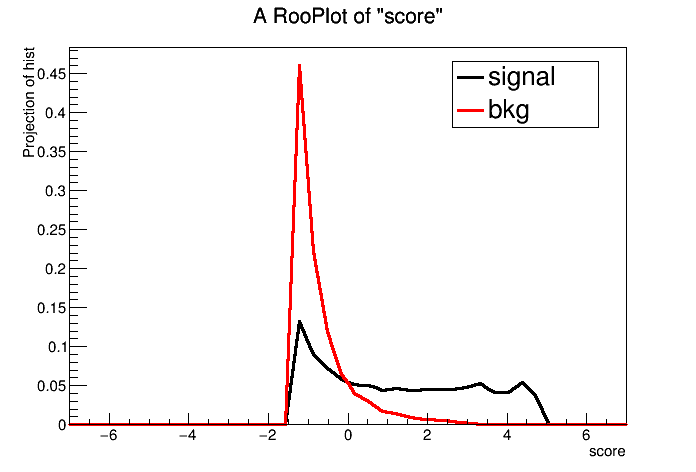 A RooPlot of "score"
Projection of hist
0.45
0.4
0.35
0.3
0.25
0.2
0.15
0.1
0.05
0
signal
bkg
−6 −4 −2 0 2 4 6
score